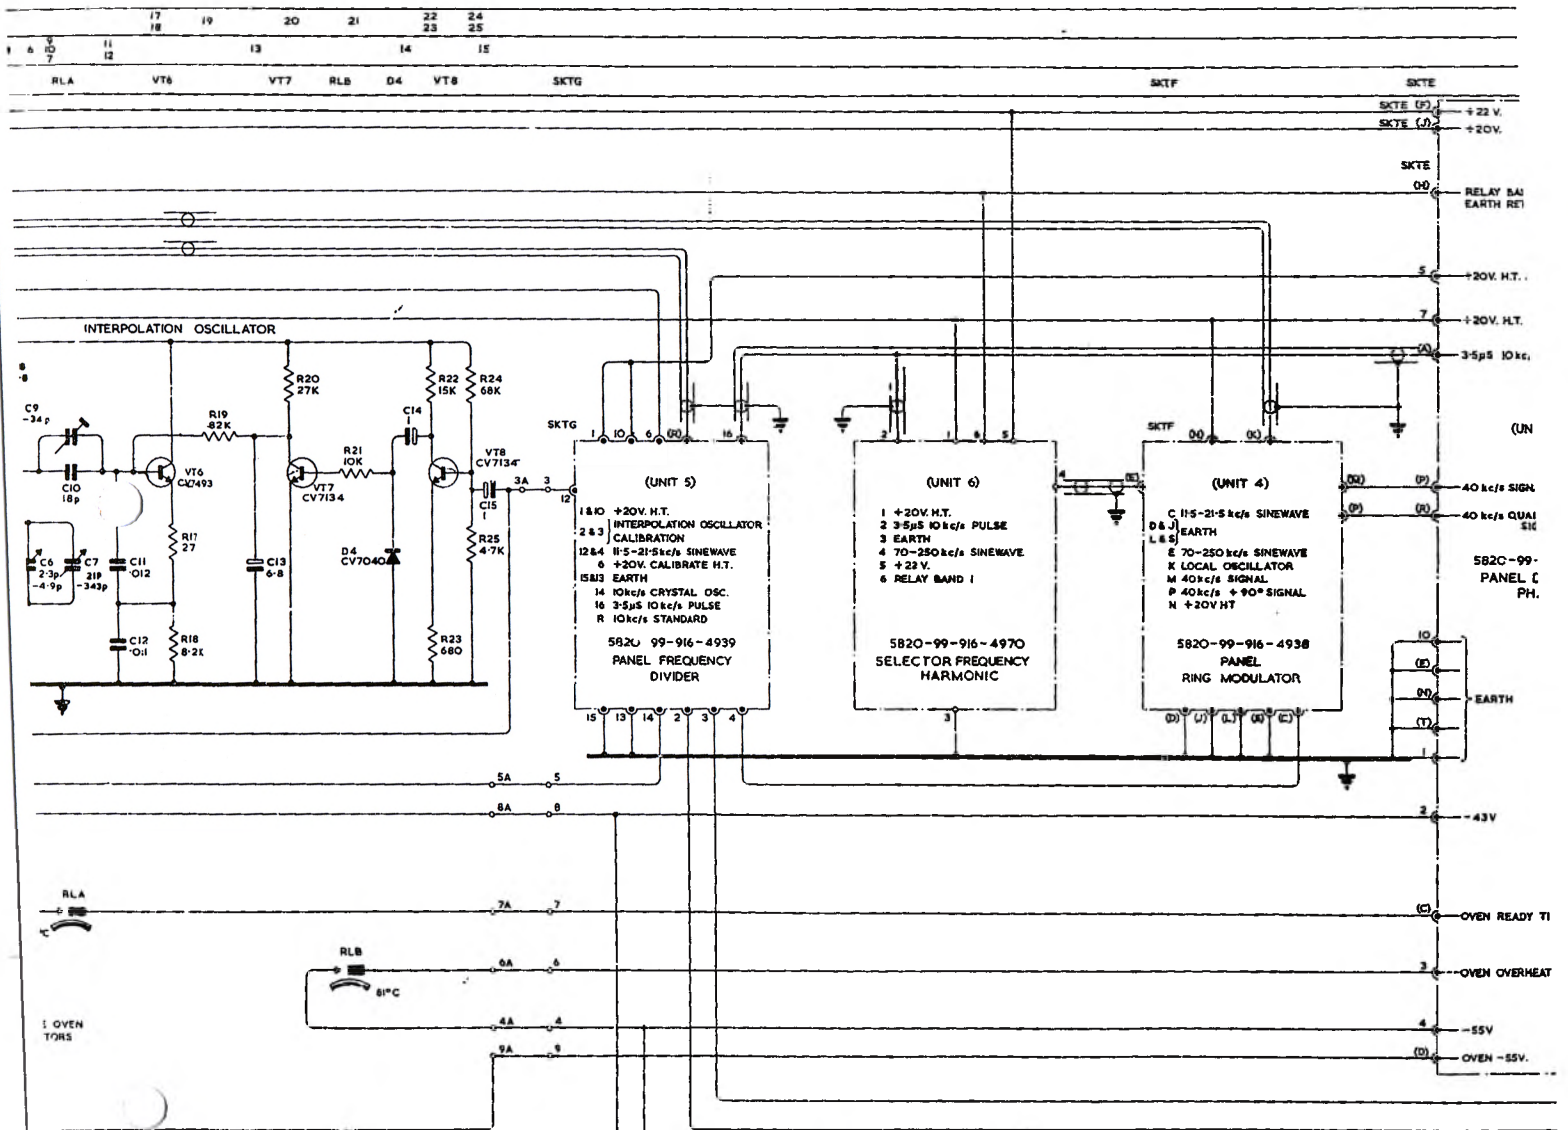 17 19 20 21 22 24
18 23 25
9 11 13 14 15
6 10 12
7
RLA VT6 VT7 RLB D4 VT8 SKTG SKTF SKTE
SKTE (F) +22 V.
SKTE (J) +20V.
SKTE
(H) RELAY BA
EARTH RE
5 +20V. H.T.
7 +20V. H.T.
(A) 3·5µS 10kc
INTERPOLATION OSCILLATOR
C9
-34p
C10
18p
R19
82K
VT6
CV7493
R17
27
C6
2·3p
-4·9p
C7
21p
-343p
C11
·012
C12
·01
R18
8·2K
C13
6·8
R20
27K
VT7
CV7134
R21
10K
D4
CV7040
C14
1
R22
15K
R24
68K
VT8
CV7134
C15
1
R25
4·7K
R23
680
3A 3
SKTG
1 10 6 (R) 16
12
(UNIT 5)
1&10 +20V. H.T.
2&3 INTERPOLATION OSCILLATOR
CALIBRATION
12&4 11·5-21·5kc/s SINEWAVE
6 +20V. CALIBRATE H.T.
15&13 EARTH
14 10kc/s CRYSTAL OSC.
16 3·5µS 10kc/s PULSE
R 10kc/s STANDARD
5820 99-916-4939
PANEL FREQUENCY
DIVIDER
15 13 14 2 3 4
2 1 6 5
(UNIT 6)
1 +20V. H.T.
2 3·5µS 10kc/s PULSE
3 EARTH
4 70-250kc/s SINEWAVE
5 +22V.
6 RELAY BAND 1
5820-99-916-4970
SELECTOR FREQUENCY
HARMONIC
3
4 (E)
SKTF
(N) (K)
(UNIT 4)
C 11·5-21·5kc/s SINEWAVE
D&J
L&S EARTH
E 70-250kc/s SINEWAVE
K LOCAL OSCILLATOR
M 40kc/s SIGNAL
P 40kc/s +90° SIGNAL
N +20V HT
5820-99-916-4938
PANEL
RING MODULATOR
(D) (J) (L) (C)
(P) 40 kc/s SIGN
(P) (R) 40 kc/s QUA
(UN
5820-99-
PANEL
PH.
10
(E)
(N) EARTH
(T)
1
5A 5
8A 8
2 -43V
RLA
7A 7
(C) OVEN READY
RLB
81°C
6A 6
3 OVEN OVERHEAT
OVEN
TORS
4A 4
4 -55V
9A 9
(D) OVEN -55V.